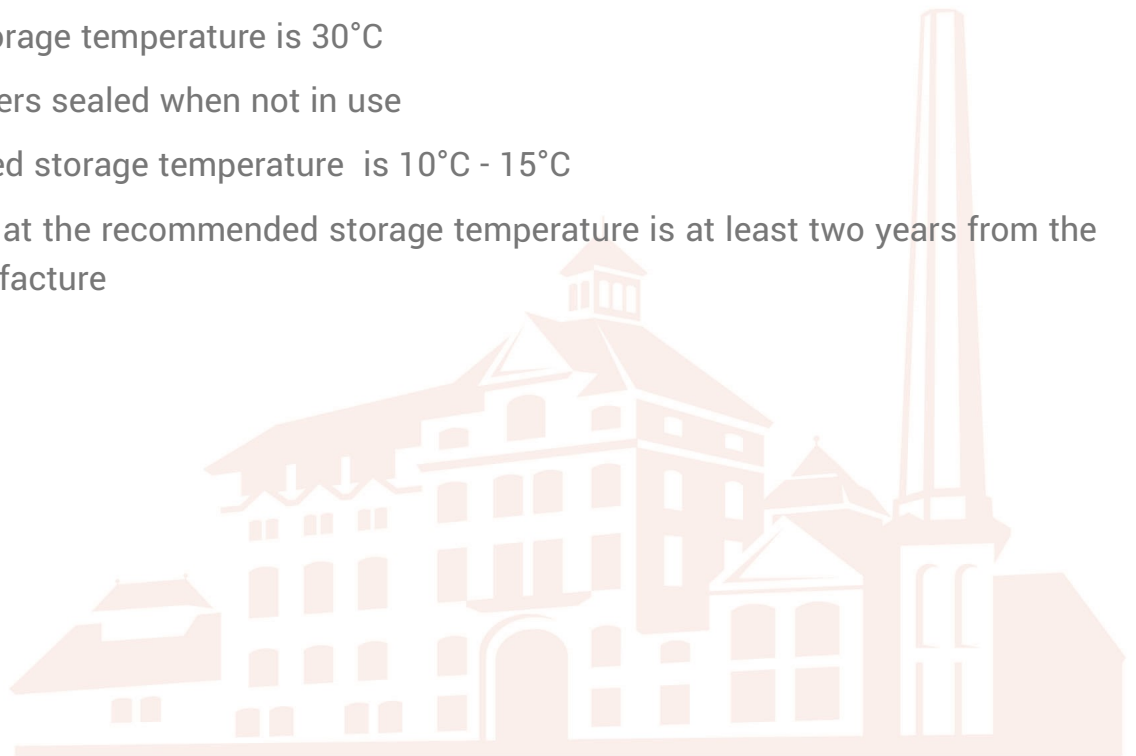 orage temperature is 30°C
ers sealed when not in use
ed storage temperature is 10°C - 15°C
at the recommended storage temperature is at least two years from the
facture